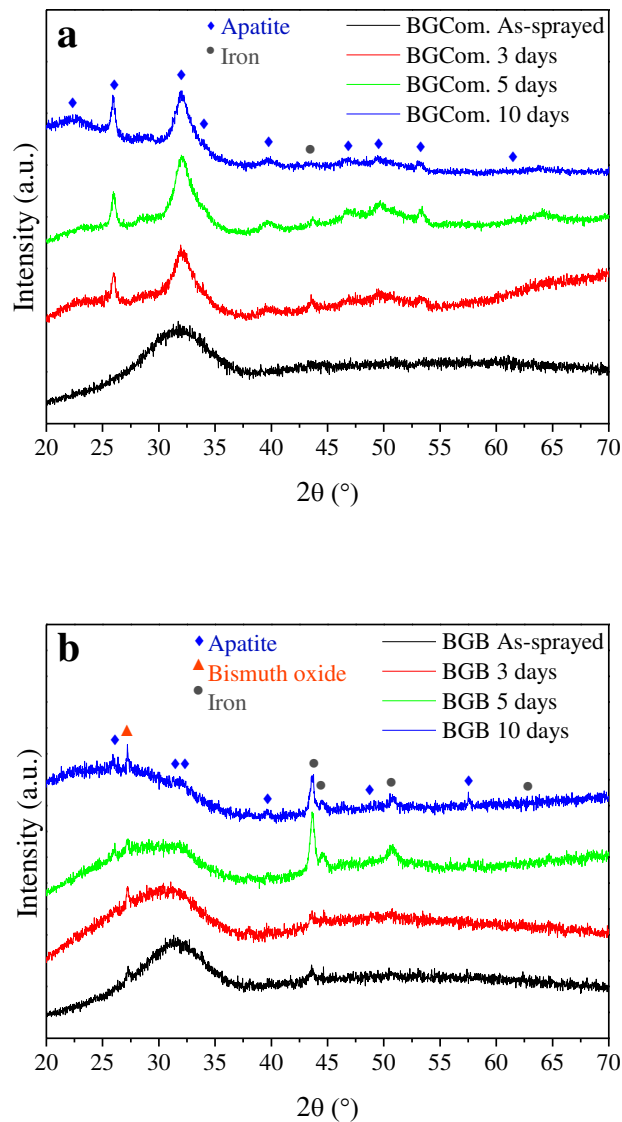 a
Apatite
Iron
BGCom. As-sprayed
BGCom. 3 days
BGCom. 5 days
BGCom. 10 days
Intensity (a.u.)
20 25 30 35 40 45 50 55 60 65 70
2θ (°)
b
Apatite
Bismuth oxide
Iron
BGB As-sprayed
BGB 3 days
BGB 5 days
BGB 10 days
Intensity (a.u.)
20 25 30 35 40 45 50 55 60 65 70
2θ (°)